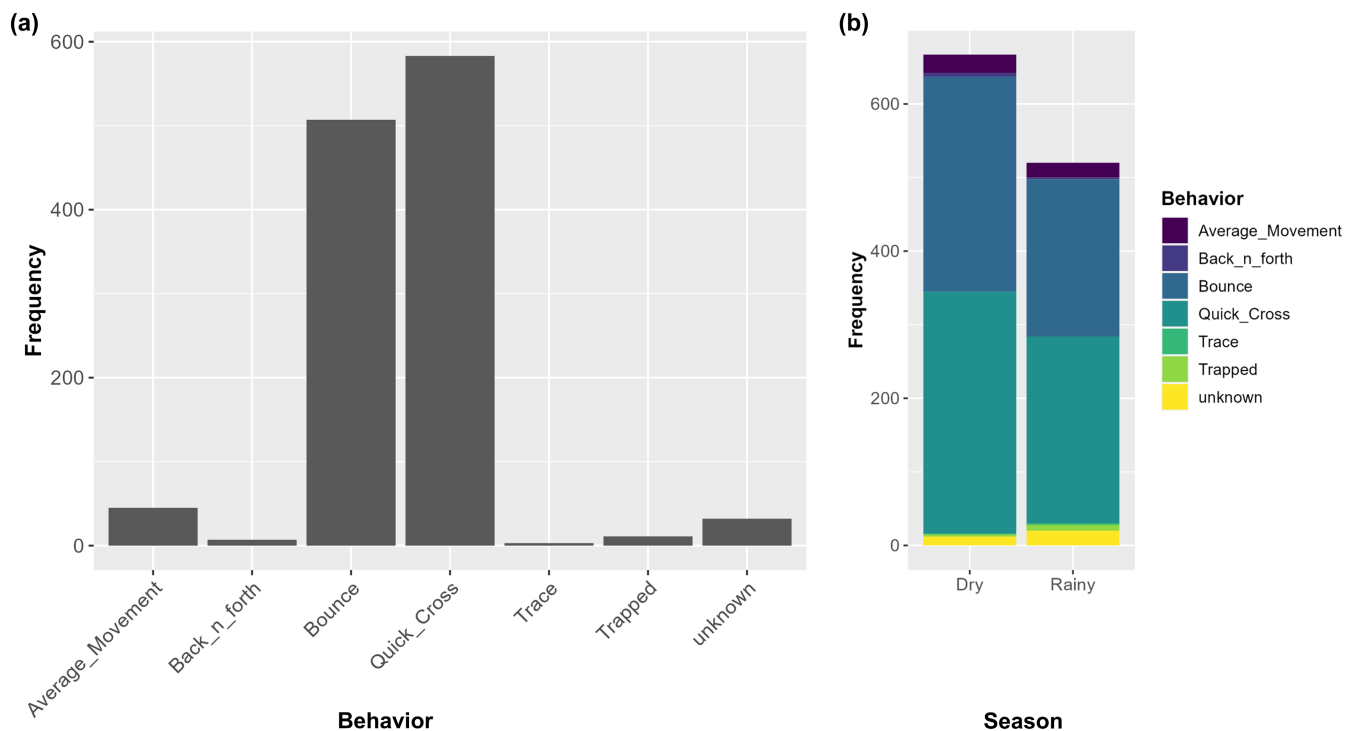 (a)
600
400
200
0
Frequency
Average_Movement
Back_n_forth
Bounce
Quick_Cross
Trace
Trapped
unknown
Behavior
(b)
600
400
200
0
Frequency
Dry
Rainy
Season
Behavior
Average_Movement
Back_n_forth
Bounce
Quick_Cross
Trace
Trapped
unknown